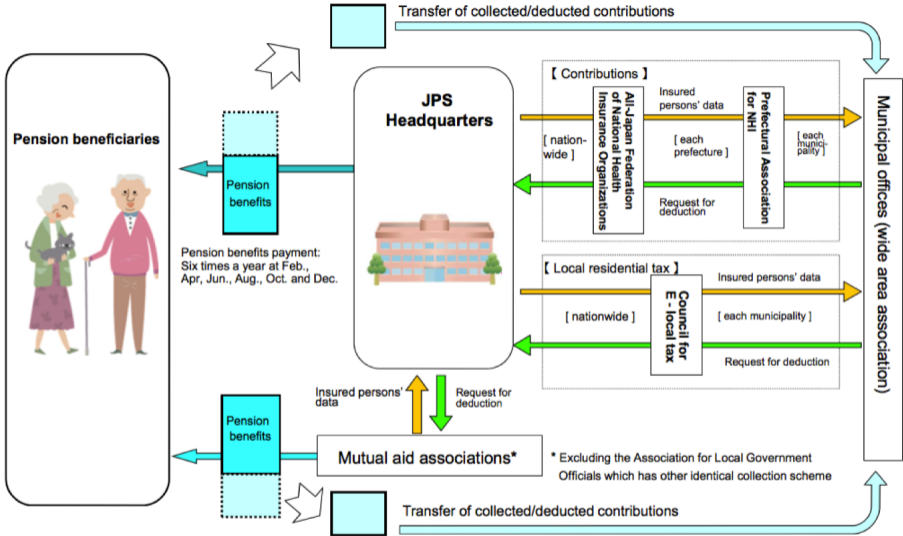 Transfer of collected/deducted contributions
Pension beneficiaries
Pension
benefits
Pension benefits payment:
Six times a year at Feb.,
Apr, Jun., Aug., Oct. and Dec.
JPS
Headquarters
【 Contributions 】
[ nation-
wide ]
All-Japan Federation
of National Health
Insurance Organizations
Insured
persons' data
[ each
prefecture ]
Request for
deduction
Prefectural Association
for NHI
[ each
munici-
pality ]
Municipal offices (wide area association)
【 Local residential tax 】
[ nationwide ]
Council for
E - local tax
Insured persons' data
[ each municipality ]
Request for deduction
Insured persons'
data
Request for
deduction
Pension
benefits
Mutual aid associations*
* Excluding the Association for Local Government
Officials which has other identical collection scheme
Transfer of collected/deducted contributions